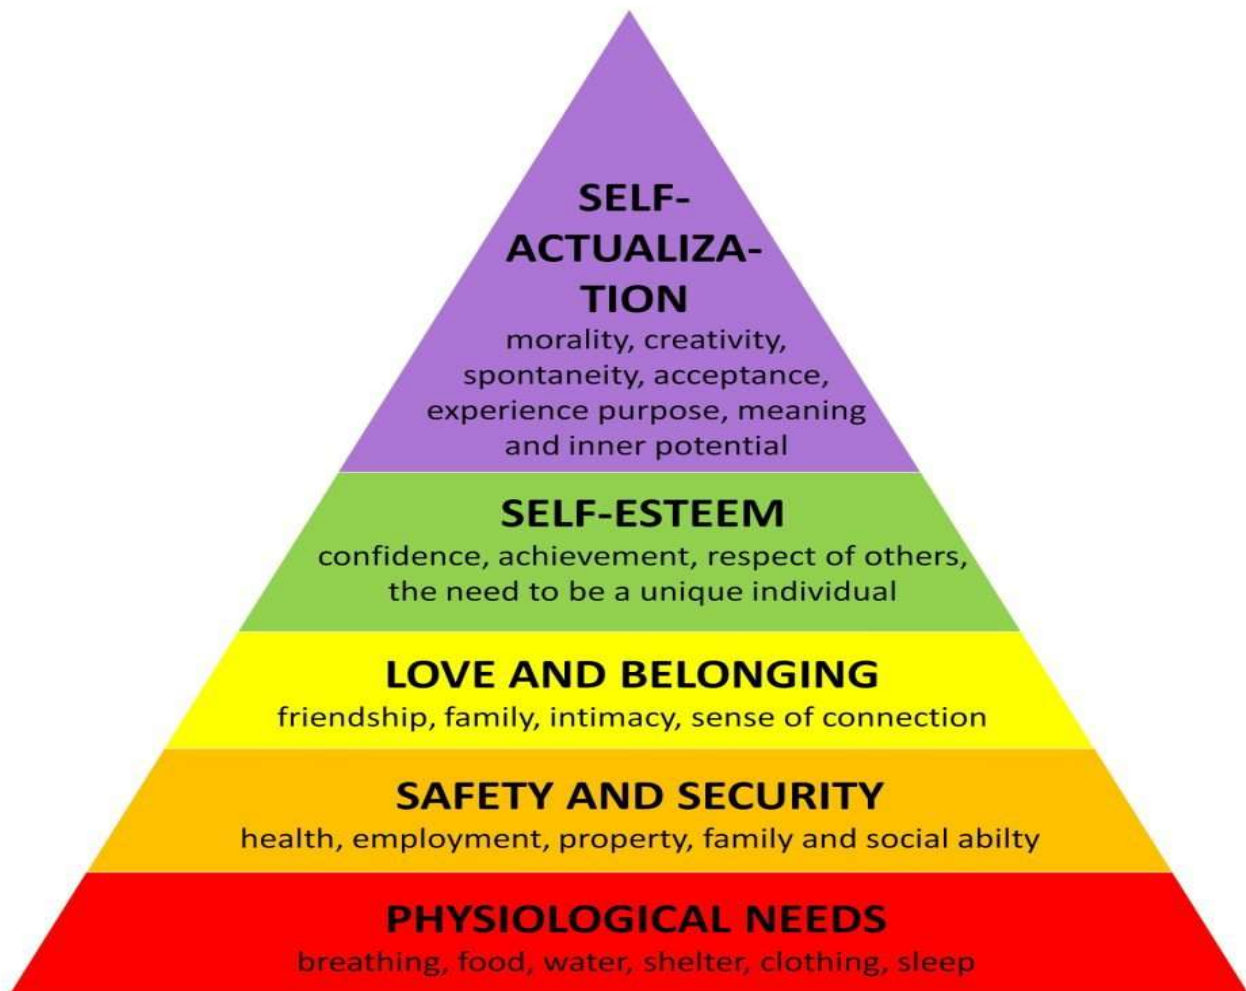 SELF-
ACTUALIZA-
TION
morality, creativity,
spontaneity, acceptance,
experience purpose, meaning
and inner potential
SELF-ESTEEM
confidence, achievement, respect of others,
the need to be a unique individual
LOVE AND BELONGING
friendship, family, intimacy, sense of connection
SAFETY AND SECURITY
health, employment, property, family and social abilty
PHYSIOLOGICAL NEEDS
breathing, food, water, shelter, clothing, sleep